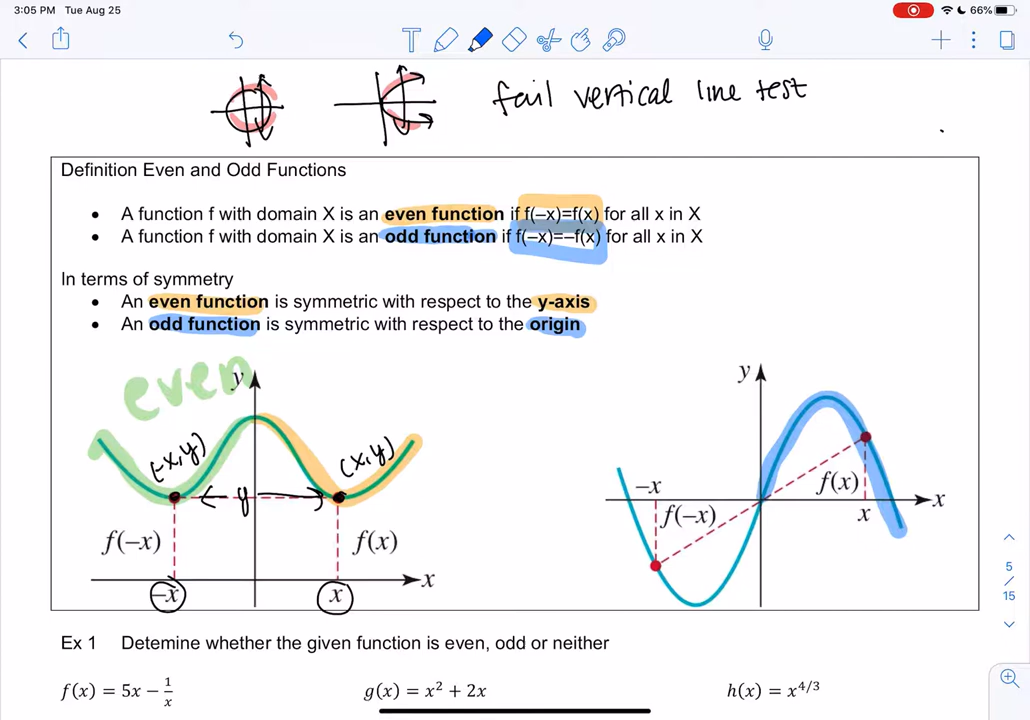 3:05 PM Tue Aug 25
66%
fail vertical line test
Definition Even and Odd Functions
• A function f with domain X is an even function if f(–x)=f(x) for all x in X
• A function f with domain X is an odd function if f(–x)=–f(x) for all x in X
In terms of symmetry
• An even function is symmetric with respect to the y-axis
• An odd function is symmetric with respect to the origin
even
y
(-x,y)
(x,y)
y
f(−x)
f(x)
x
−x
x
y
−x
f(−x)
f(x)
x
x
5
/
15
Ex 1 Detemine whether the given function is even, odd or neither
f(x) = 5x − 1/x
g(x) = x² + 2x
h(x) = x^{4/3}